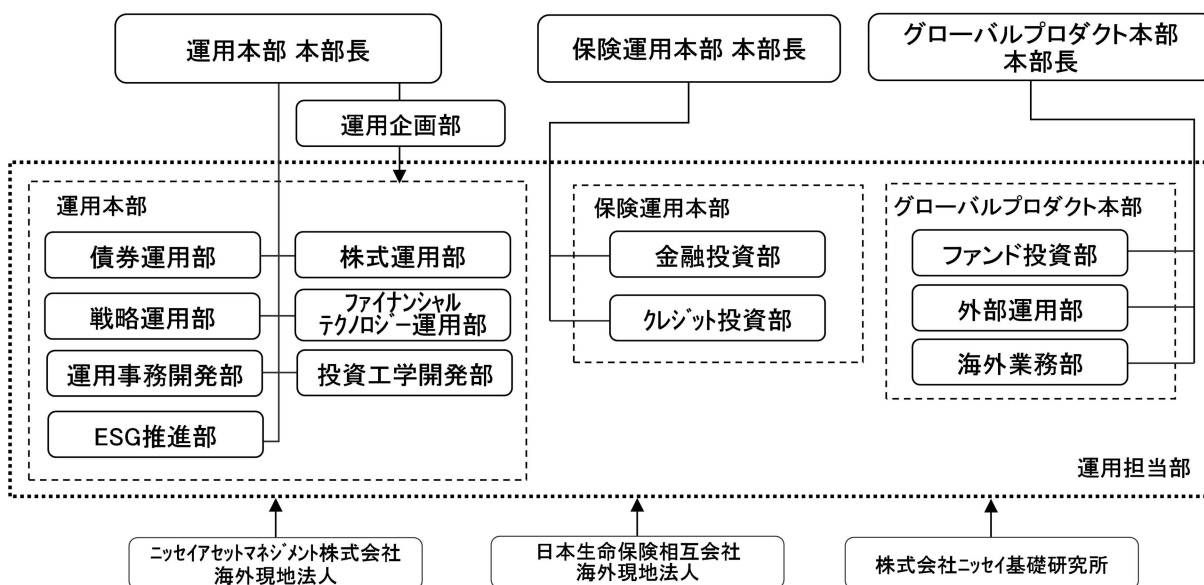 運用本部 本部長
保険運用本部 本部長
グローバルプロダクト本部
本部長
運用企画部
運用本部
債券運用部
株式運用部
戦略運用部
ファイナンシャル
テクノロジー運用部
運用事務開発部
投資工学開発部
ESG推進部
保険運用本部
金融投資部
クレジット投資部
グローバルプロダクト本部
ファンド投資部
外部運用部
海外業務部
運用担当部
ニッセイアセットマネジメント株式会社
海外現地法人
日本生命保険相互会社
海外現地法人
株式会社ニッセイ基礎研究所